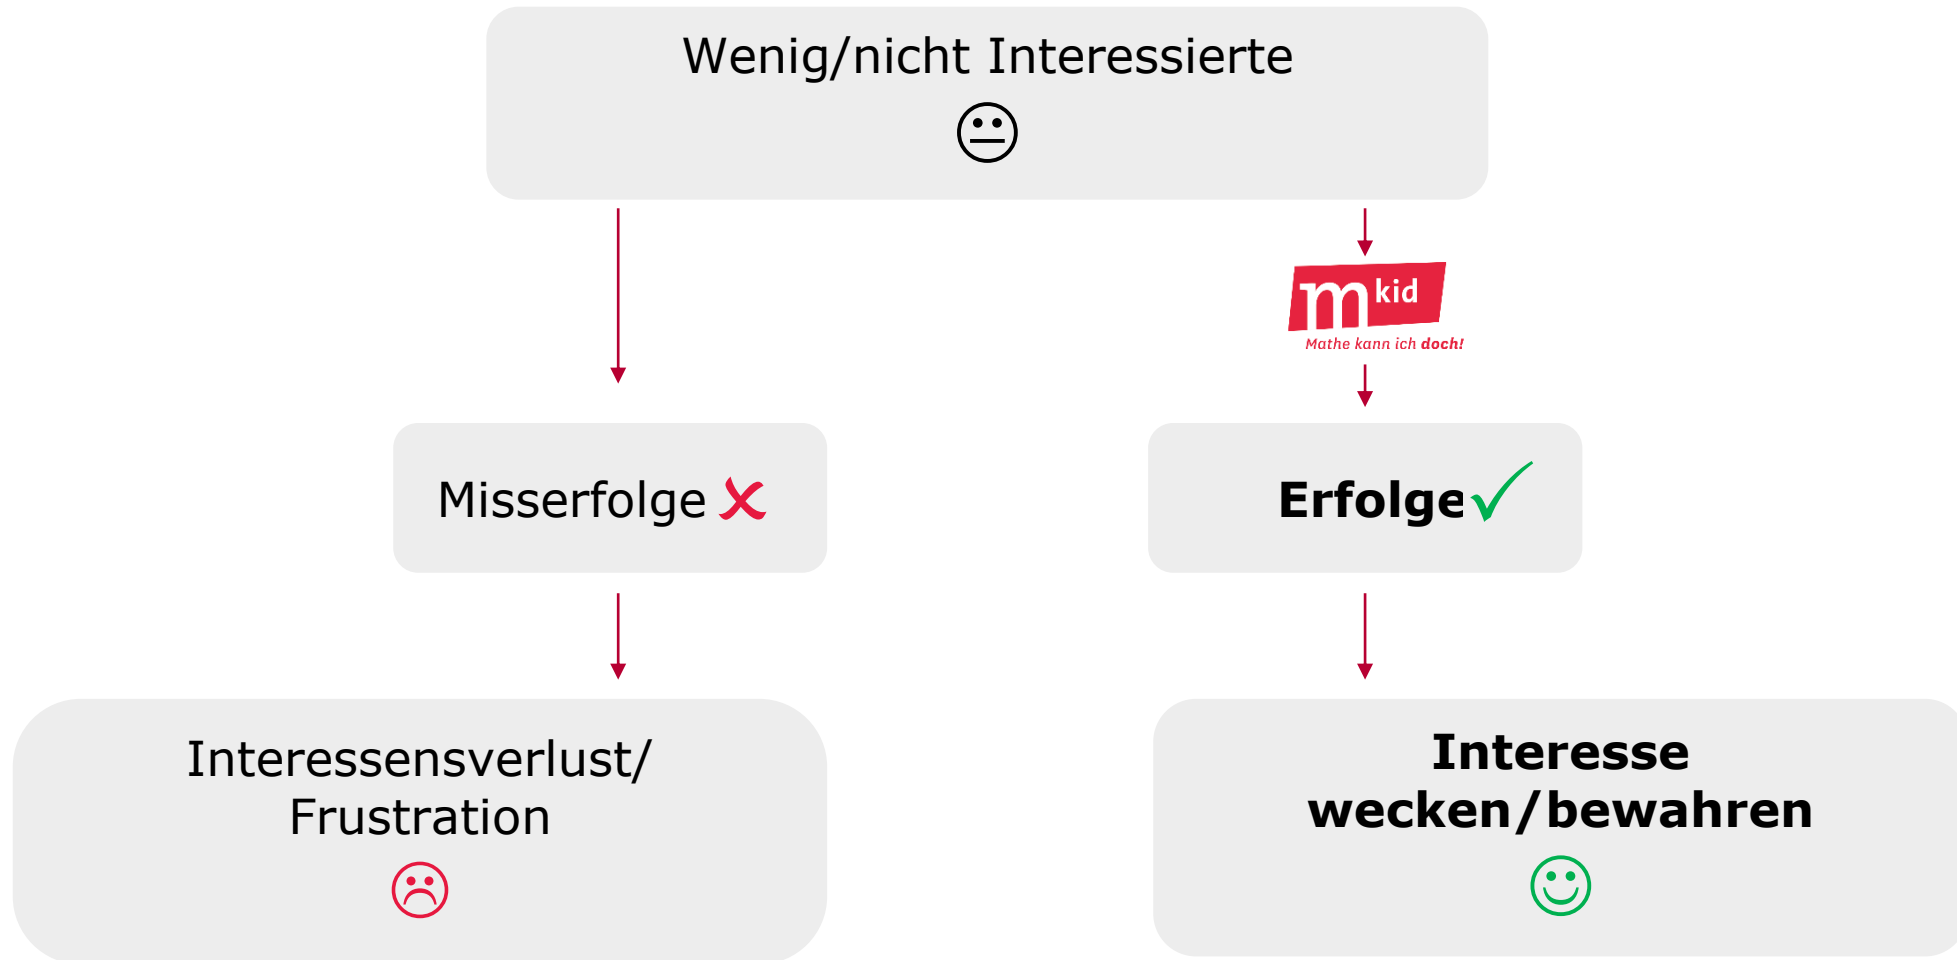 Wenig/nicht Interessierte
mkid
Mathe kann ich doch!
Misserfolge
Erfolge
Interessensverlust/
Frustration
Interesse
wecken/bewahren